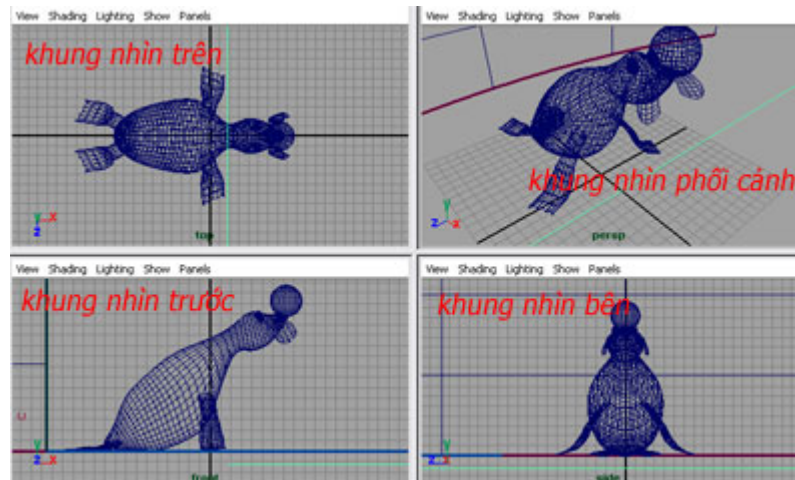 View Shading Lighting Show Panels
khung nhìn trên
top
View Shading Lighting Show Panels
khung nhìn phối cảnh
persp
View Shading Lighting Show Panels
khung nhìn trước
front
View Shading Lighting Show Panels
khung nhìn bên
side